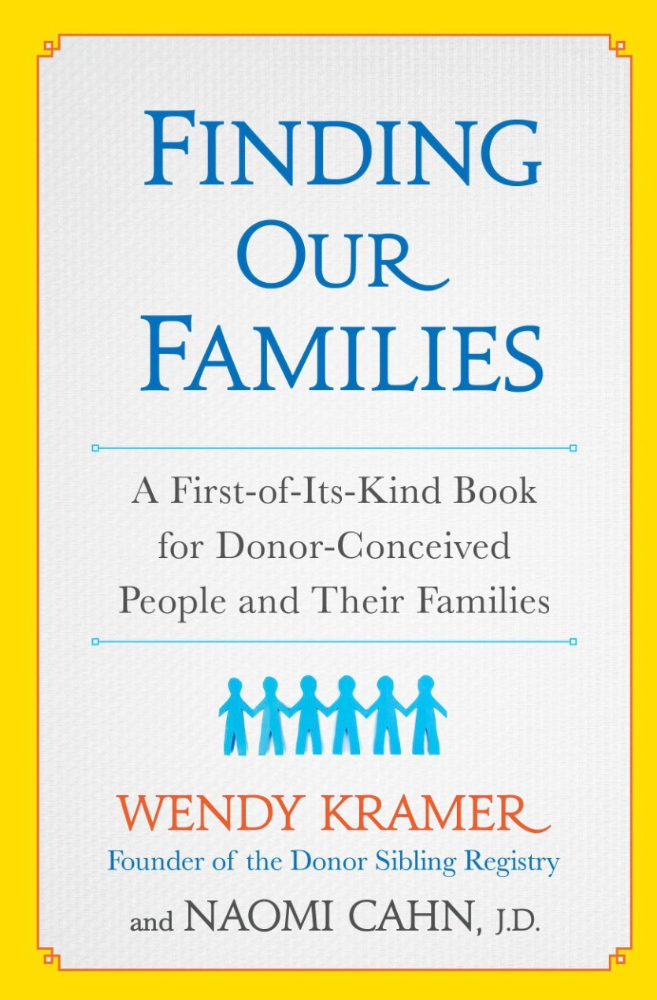 FINDING
OUR
FAMILIES
A First-of-Its-Kind Book
for Donor-Conceived
People and Their Families
WENDY KRAMER
Founder of the Donor Sibling Registry
and NAOMI CAHN, J.D.